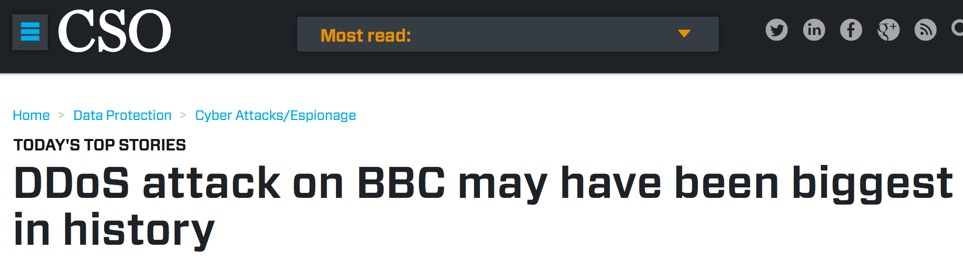 CSO
Most read:
Home > Data Protection > Cyber Attacks/Espionage
TODAY'S TOP STORIES
DDoS attack on BBC may have been biggest
in history